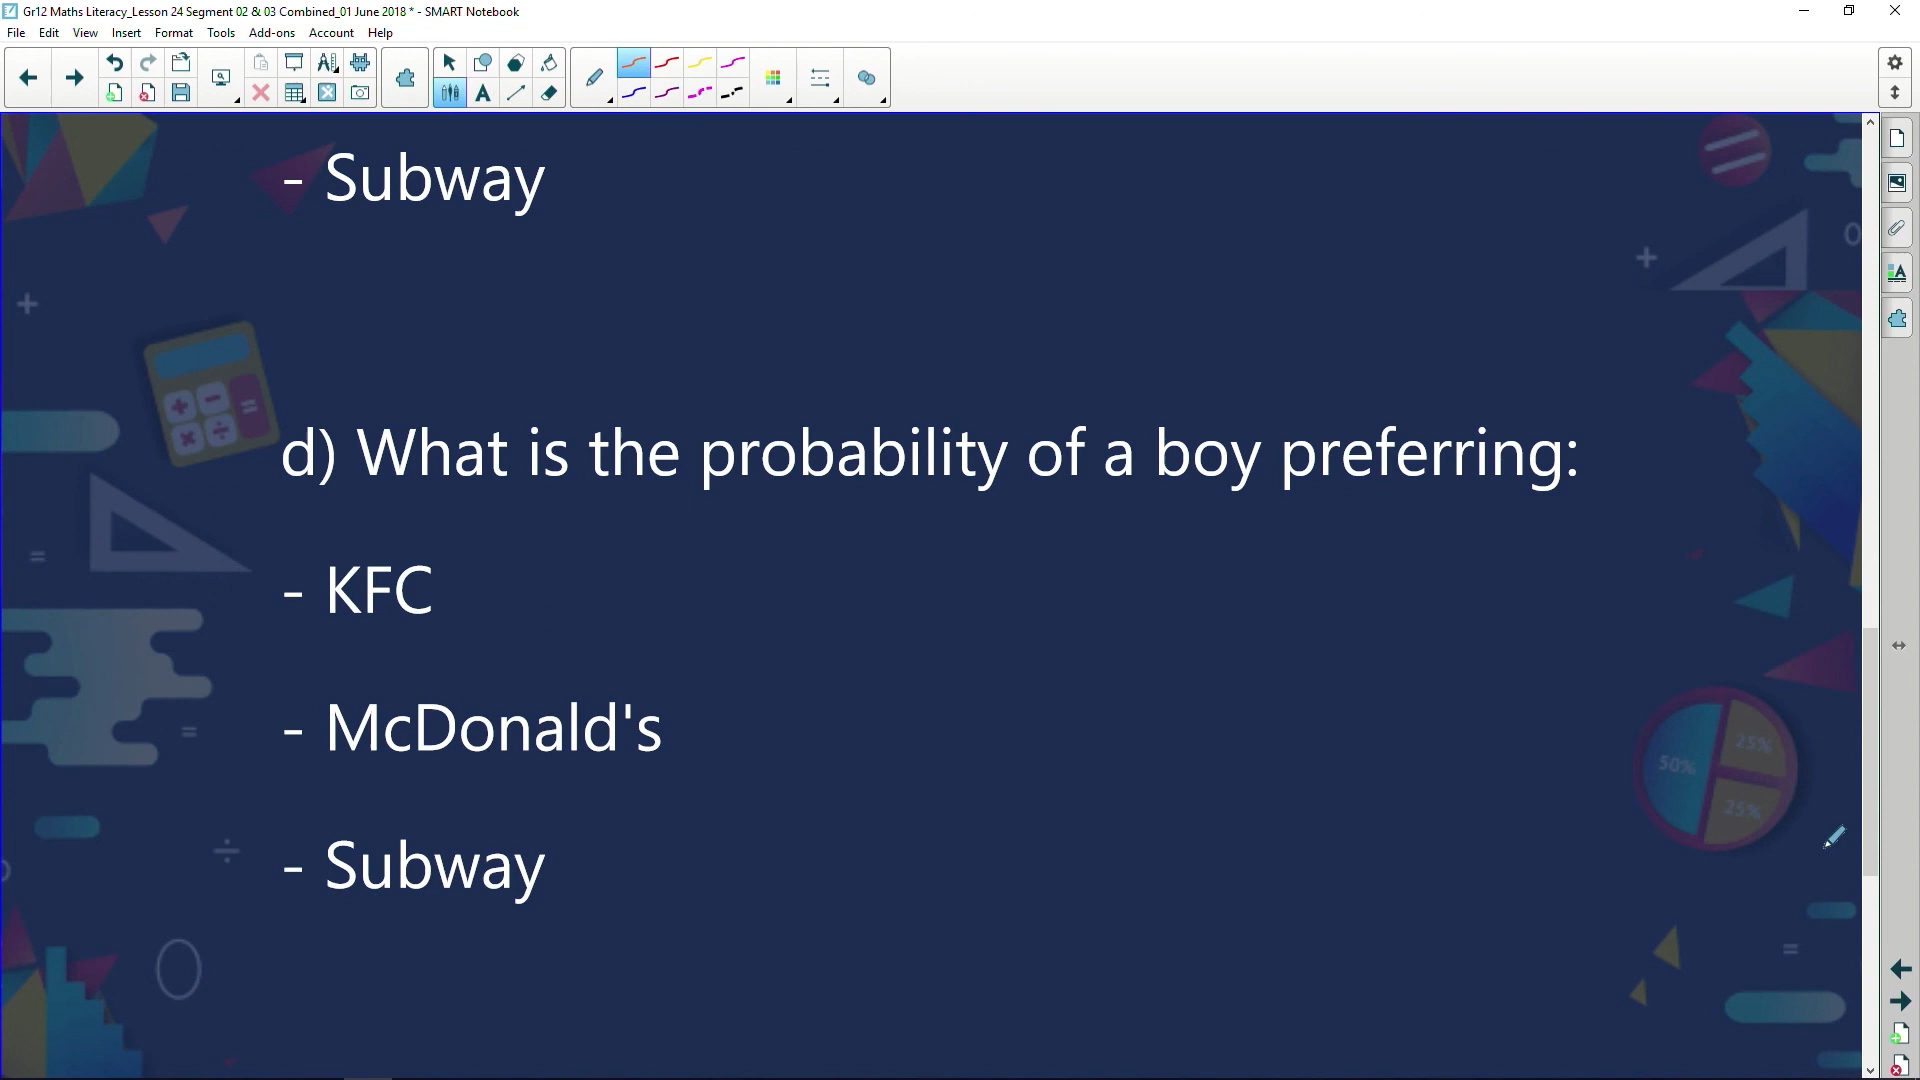 Gr12 Maths Literacy_Lesson 24 Segment 02 & 03 Combined_01 June 2018 * - SMART Notebook
File Edit View Insert Format Tools Add-ons Account Help
- Subway
d) What is the probability of a boy preferring:
- KFC
- McDonald's
- Subway
50%
25%
25%